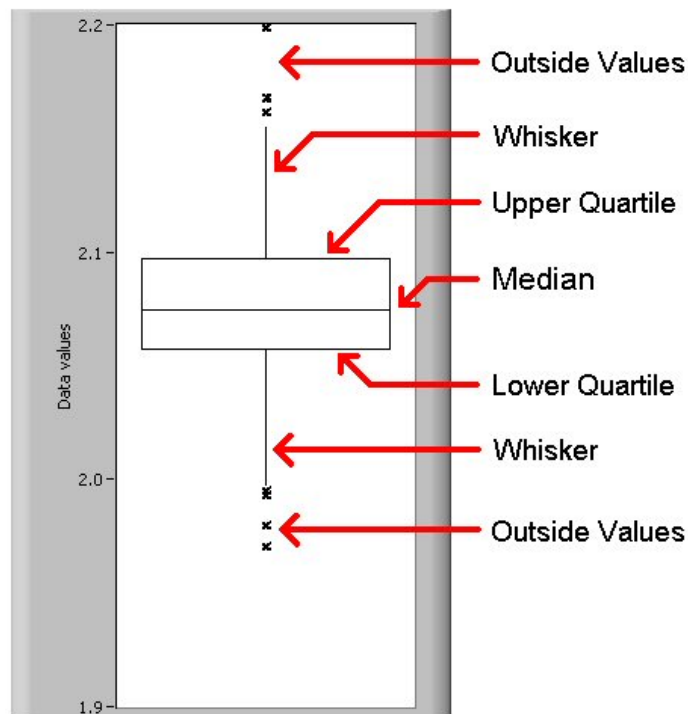 2.2
Outside Values
Whisker
Upper Quartile
2.1
Median
Data values
Lower Quartile
Whisker
2.0
Outside Values
1.9